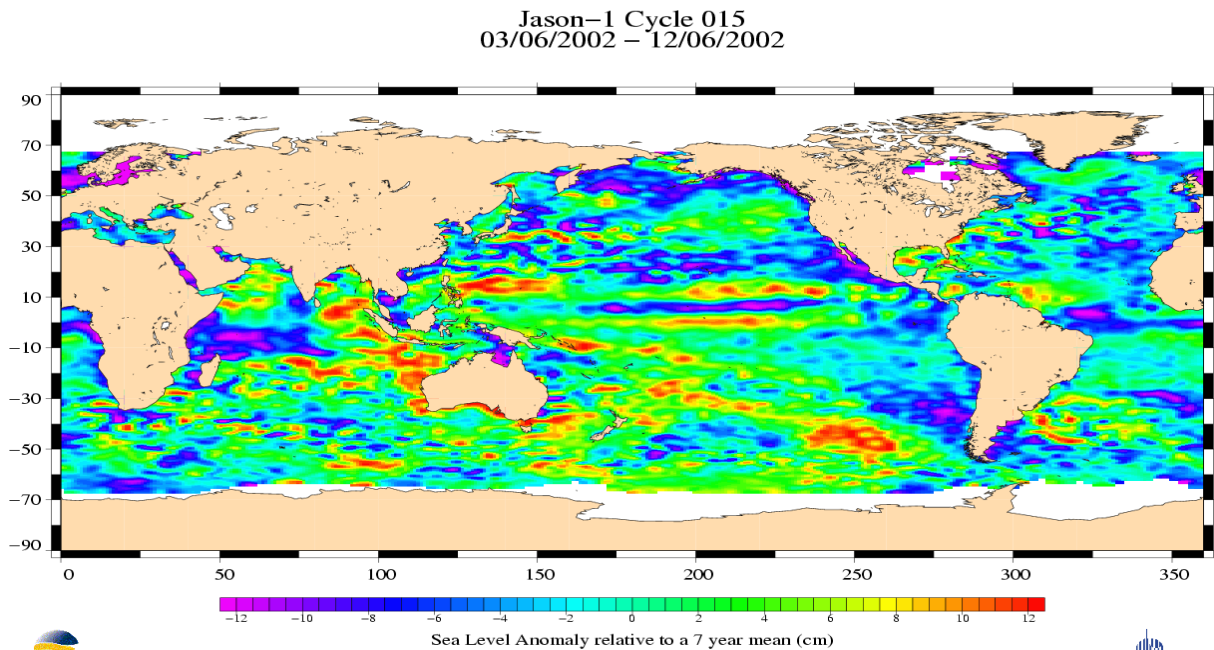 Jason−1 Cycle 015
03/06/2002 − 12/06/2002
90
70
50
30
10
−10
−30
−50
−70
−90
0 50 100 150 200 250 300 350
−12 −10 −8 −6 −4 −2 0 2 4 6 8 10 12
Sea Level Anomaly relative to a 7 year mean (cm)